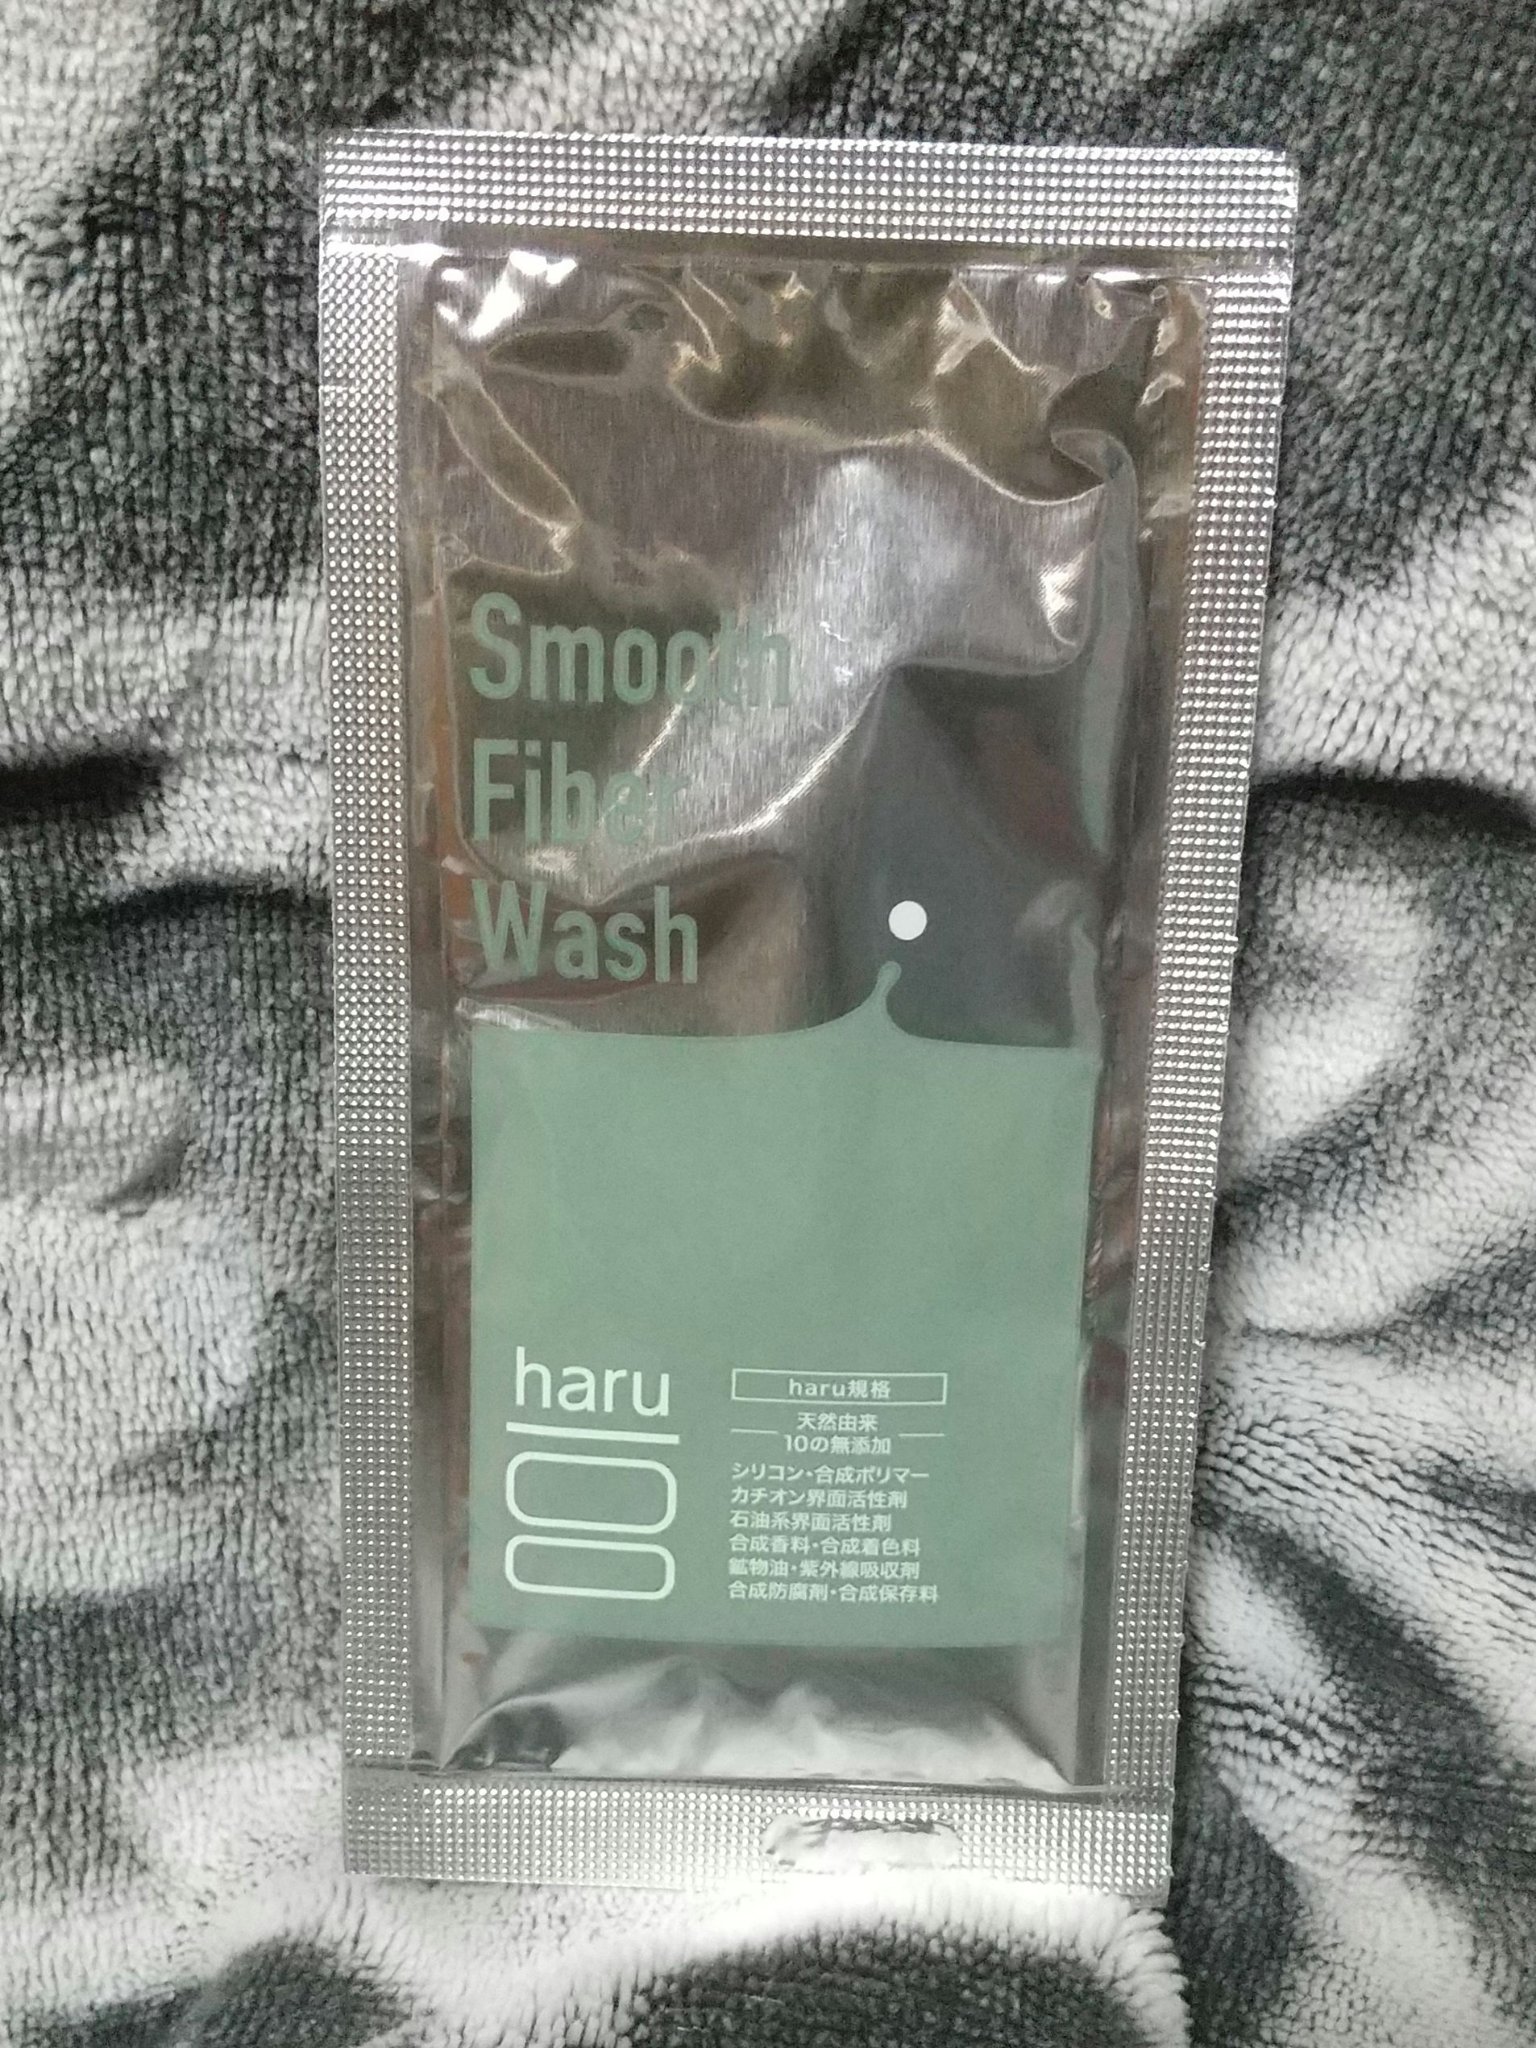 Smooth
Fiber
Wash
haru
haru規格
天然由来
10の無添加
シリコン・合成ポリマー
カチオン界面活性剤
石油系界面活性剤
合成香料・合成着色料
鉱物油・紫外線吸収剤
合成防腐剤・合成保存料